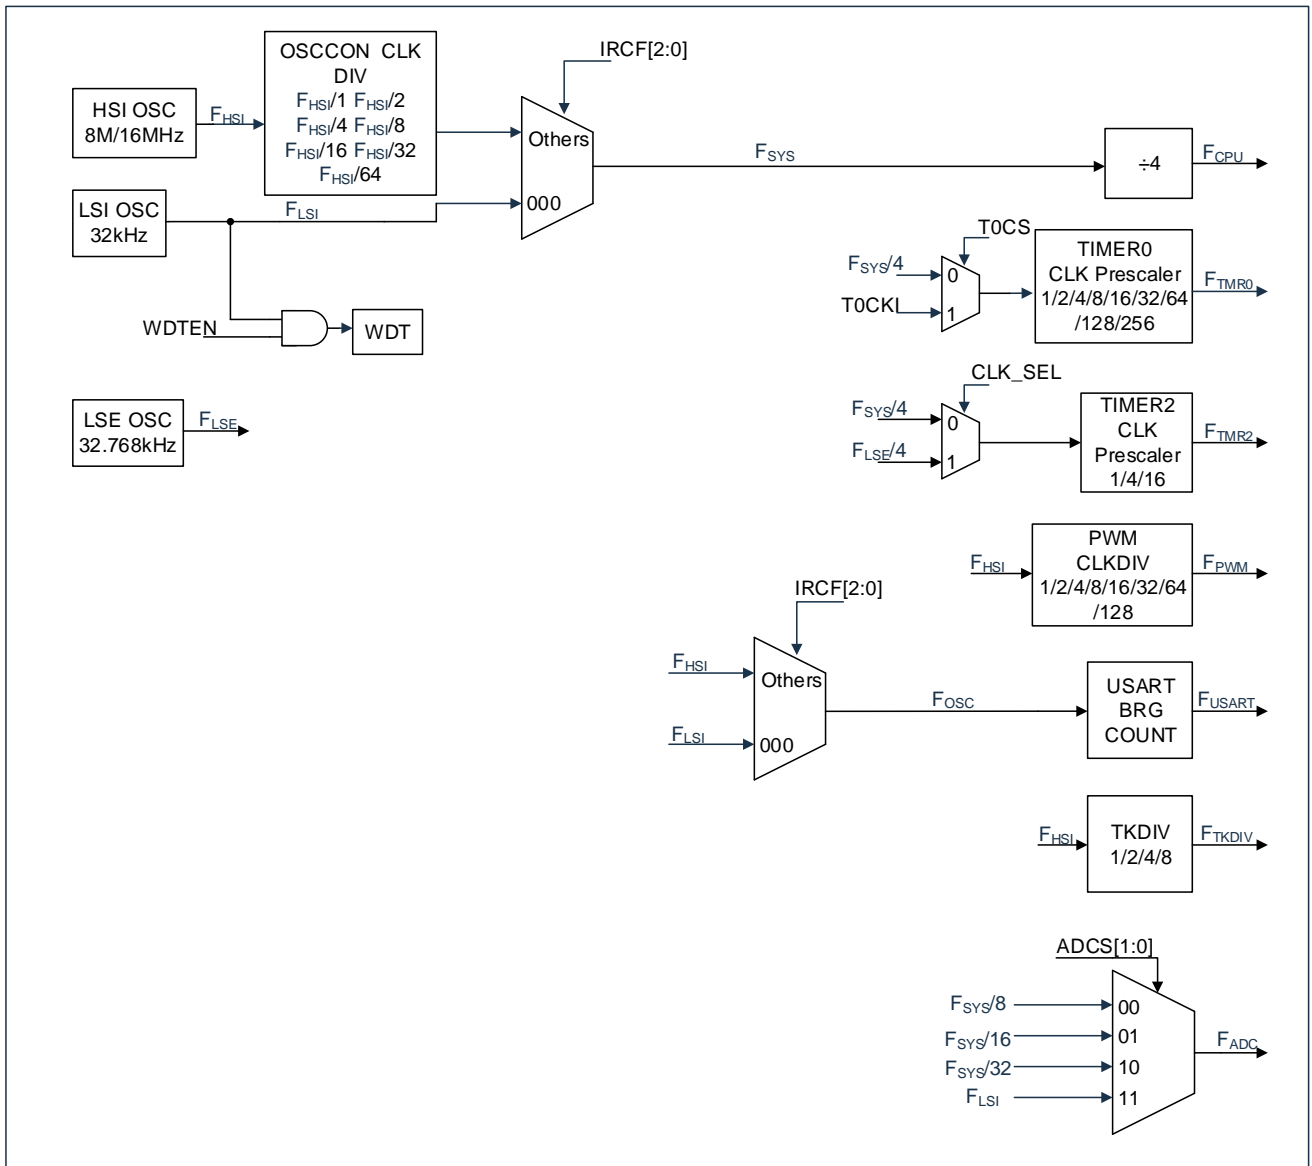 HSI OSC
8M/16MHz
F_HSI
OSCCON CLK
DIV
F_HSI/1 F_HSI/2
F_HSI/4 F_HSI/8
F_HSI/16 F_HSI/32
F_HSI/64
IRCF[2:0]
Others
000
F_SYS
÷4
F_CPU
LSI OSC
32kHz
F_LSI
WDTEN
WDT
LSE OSC
32.768kHz
F_LSE
T0CS
F_SYS/4
0
T0CKI
1
TIMER0
CLK Prescaler
1/2/4/8/16/32/64
/128/256
F_TMR0
CLK_SEL
F_SYS/4
0
F_LSE/4
1
TIMER2
CLK
Prescaler
1/4/16
F_TMR2
F_HSI
PWM
CLKDIV
1/2/4/8/16/32/64
/128
F_PWM
IRCF[2:0]
F_HSI
Others
F_LSI
000
F_OSC
USART
BRG
COUNT
F_USART
F_HSI
TKDIV
1/2/4/8
F_TKDIV
ADCS[1:0]
F_SYS/8
00
F_SYS/16
01
F_SYS/32
10
F_LSI
11
F_ADC